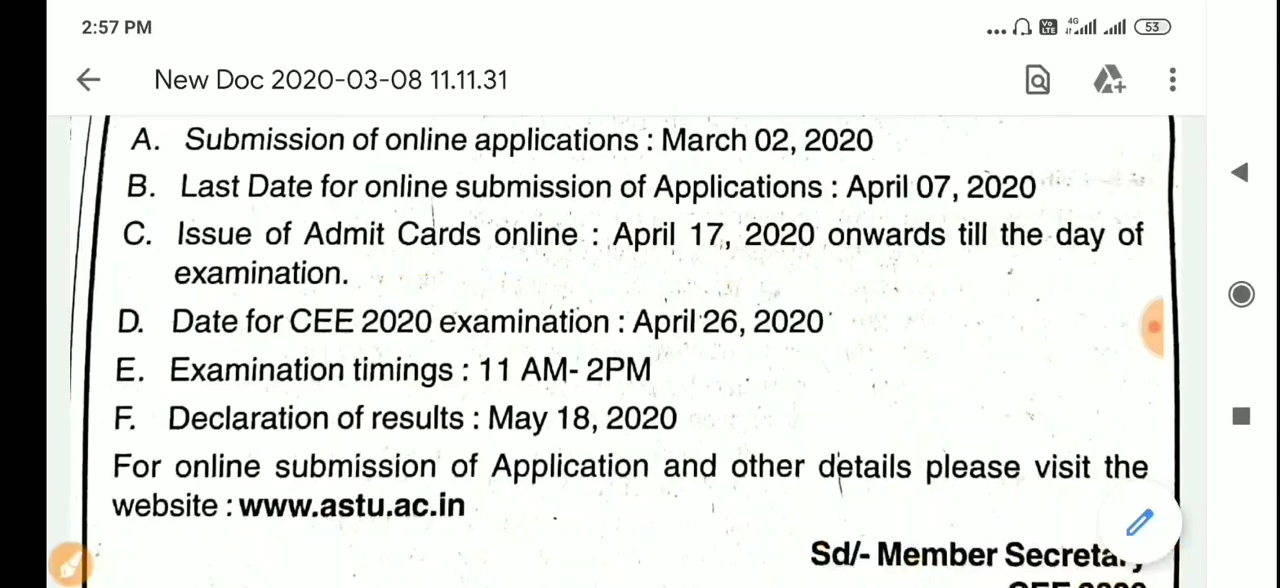 2:57 PM
4G
Vo LTE
53
New Doc 2020-03-08 11.11.31
A. Submission of online applications : March 02, 2020
B. Last Date for online submission of Applications : April 07, 2020
C. Issue of Admit Cards online : April 17, 2020 onwards till the day of
examination.
D. Date for CEE 2020 examination : April 26, 2020
E. Examination timings : 11 AM- 2PM
F. Declaration of results : May 18, 2020
For online submission of Application and other details please visit the
website : www.astu.ac.in
Sd/- Member